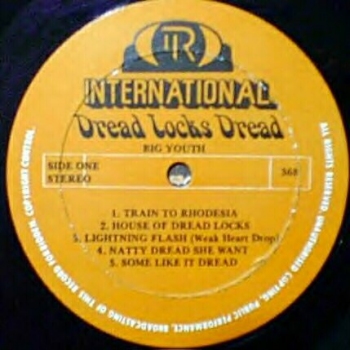 TR
INTERNATIONAL
Dread Locks Dread
BIG YOUTH
SIDE ONE
STEREO
368
1. TRAIN TO RHODESIA
2. HOUSE OF DREAD LOCKS
3. LIGHTNING FLASH (Weak Heart Drop)
4. NATTY DREAD SHE WANT
5. SOME LIKE IT DREAD
ALL RIGHTS RESERVED. UNAUTHORISED COPYING, PUBLIC PERFORMANCE, BROADCASTING OF THIS RECORD FORBIDDEN. COPYRIGHT CONTROL.